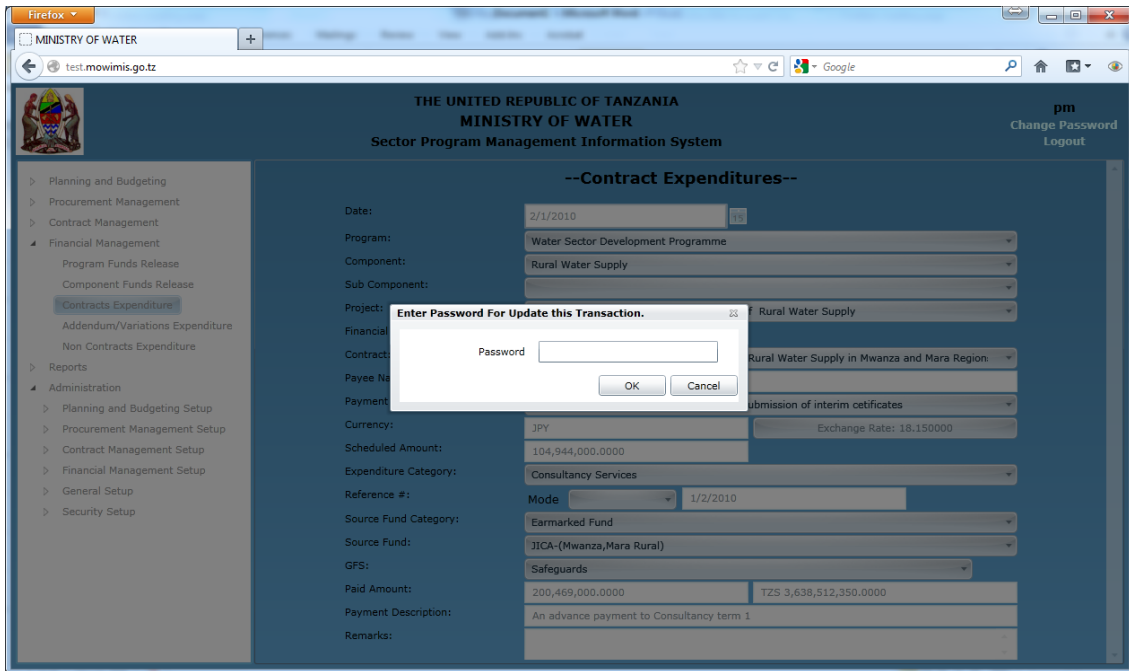 Firefox
MINISTRY OF WATER
+
test.mowimis.go.tz
Google
THE UNITED REPUBLIC OF TANZANIA
MINISTRY OF WATER
Sector Program Management Information System
pm
Change Password
Logout
Planning and Budgeting
Procurement Management
Contract Management
Financial Management
Program Funds Release
Component Funds Release
Contracts Expenditure
Addendum/Variations Expenditure
Non Contracts Expenditure
Reports
Administration
Planning and Budgeting Setup
Procurement Management Setup
Contract Management Setup
Financial Management Setup
General Setup
Security Setup
--Contract Expenditures--
Date: 2/1/2010 15
Program: Water Sector Development Programme
Component: Rural Water Supply
Sub Component:
Project: Rural Water Supply
Financial
Contract: Rural Water Supply in Mwanza and Mara Region
Payee Na
Payment ubmission of interim cetificates
Currency: JPY Exchange Rate: 18.150000
Scheduled Amount: 104,944,000.0000
Expenditure Category: Consultancy Services
Reference #: Mode 1/2/2010
Source Fund Category: Earmarked Fund
Source Fund: JICA-(Mwanza,Mara Rural)
GFS: Safeguards
Paid Amount: 200,469,000.0000 TZS 3,638,512,350.0000
Payment Description: An advance payment to Consultancy term 1
Remarks:
Enter Password For Update this Transaction.
Password
OK Cancel